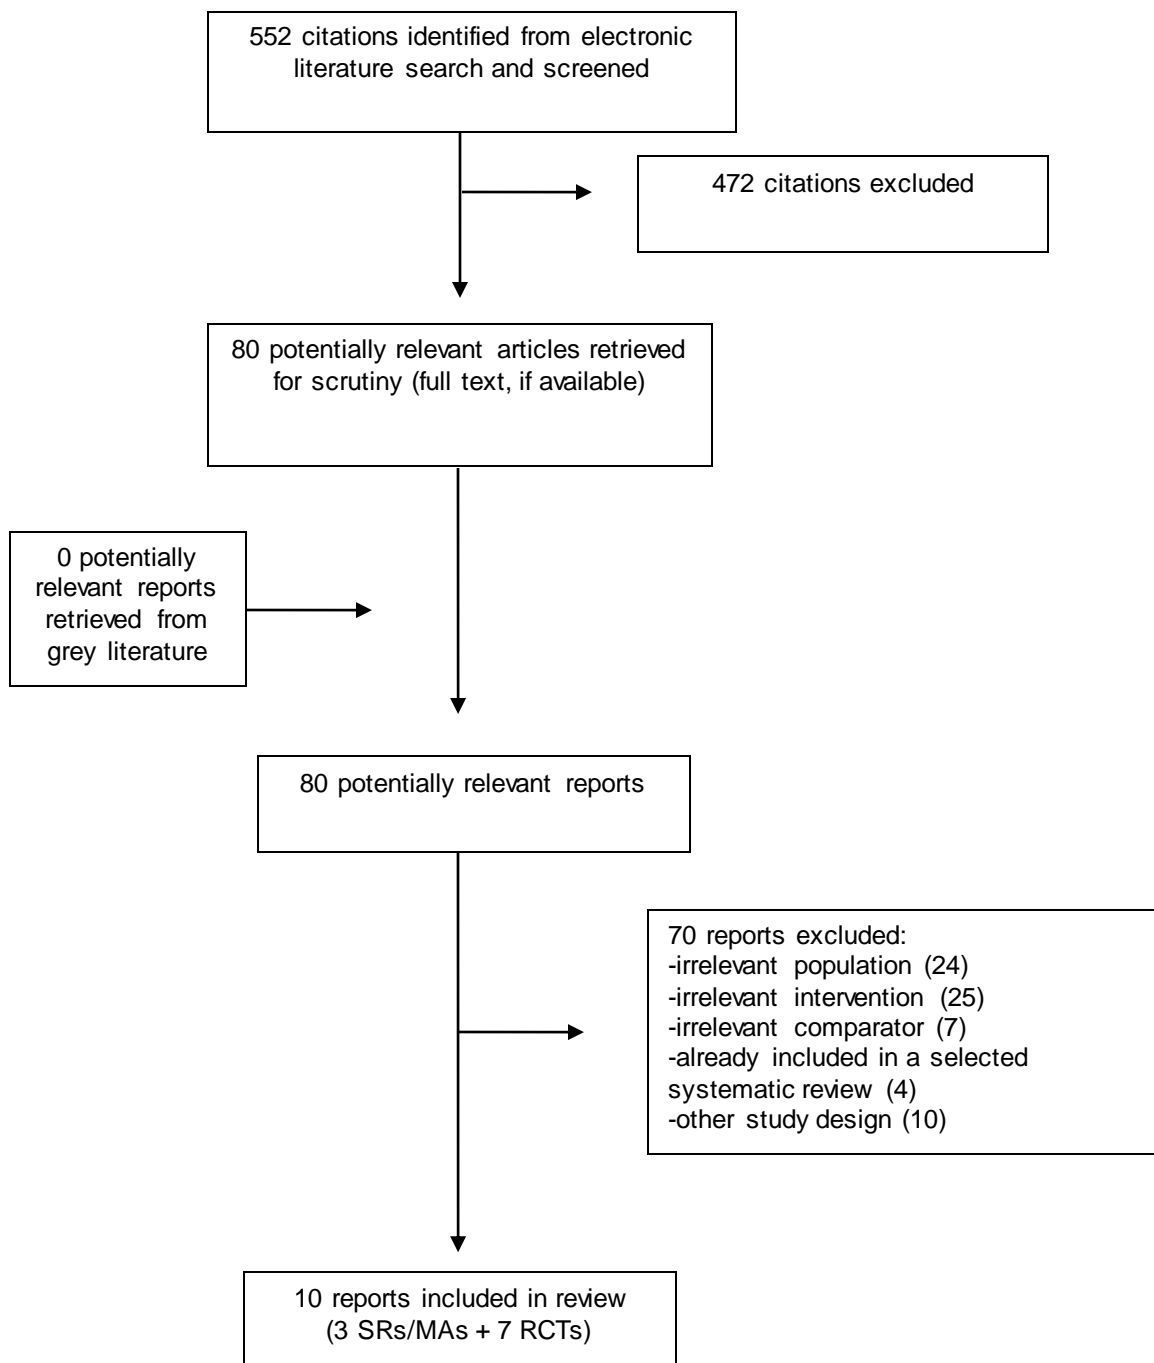 552 citations identified from electronic
literature search and screened
472 citations excluded
80 potentially relevant articles retrieved
for scrutiny (full text, if available)
0 potentially
relevant reports
retrieved from
grey literature
80 potentially relevant reports
70 reports excluded:
-irrelevant population (24)
-irrelevant intervention (25)
-irrelevant comparator (7)
-already included in a selected
systematic review (4)
-other study design (10)
10 reports included in review
(3 SRs/MAs + 7 RCTs)